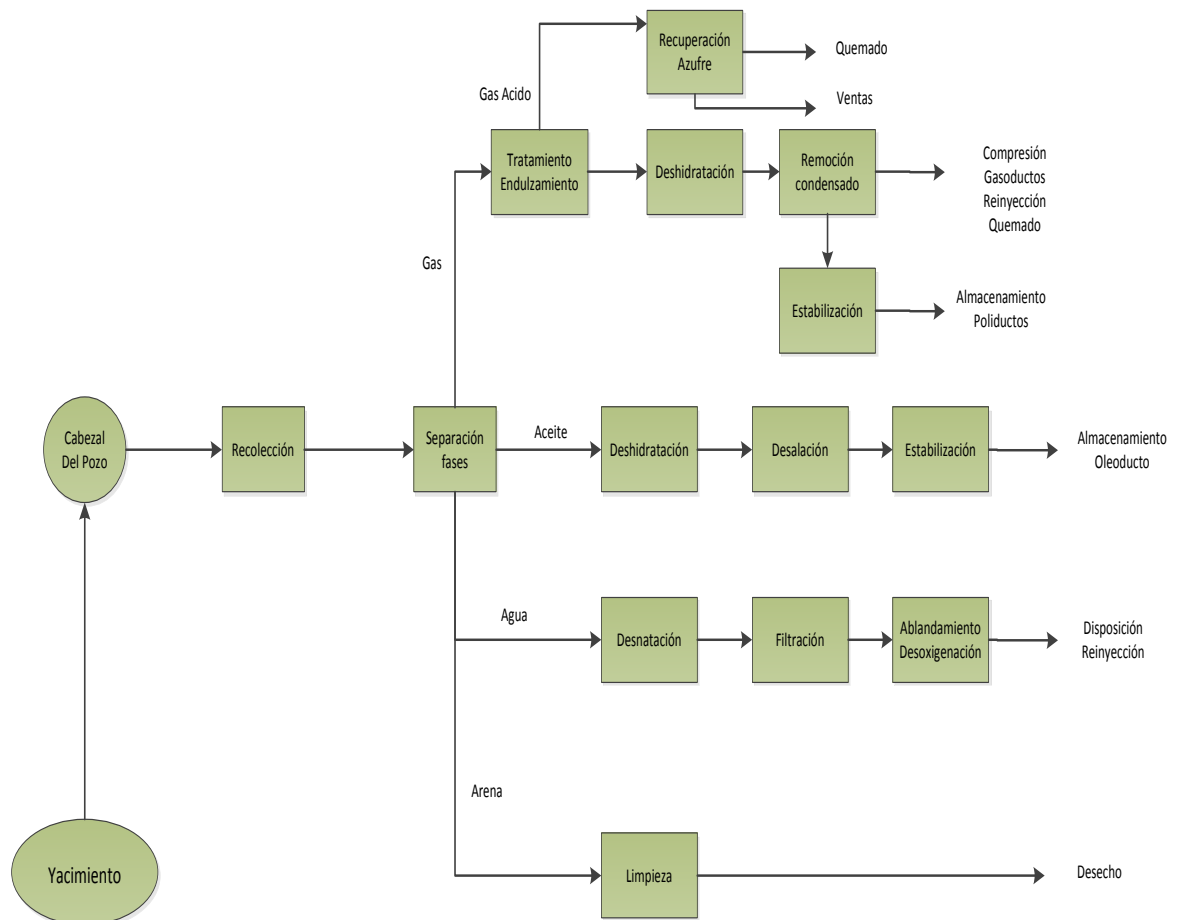 Recuperación
Azufre
Quemado
Ventas
Gas Acido
Tratamiento
Endulzamiento
Deshidratación
Remoción
condensado
Compresión
Gasoductos
Reinyección
Quemado
Gas
Estabilización
Almacenamiento
Poliductos
Cabezal
Del Pozo
Recolección
Separación
fases
Aceite
Deshidratación
Desalación
Estabilización
Almacenamiento
Oleoducto
Agua
Desnatación
Filtración
Ablandamiento
Desoxigenación
Disposición
Reinyección
Arena
Yacimiento
Limpieza
Desecho